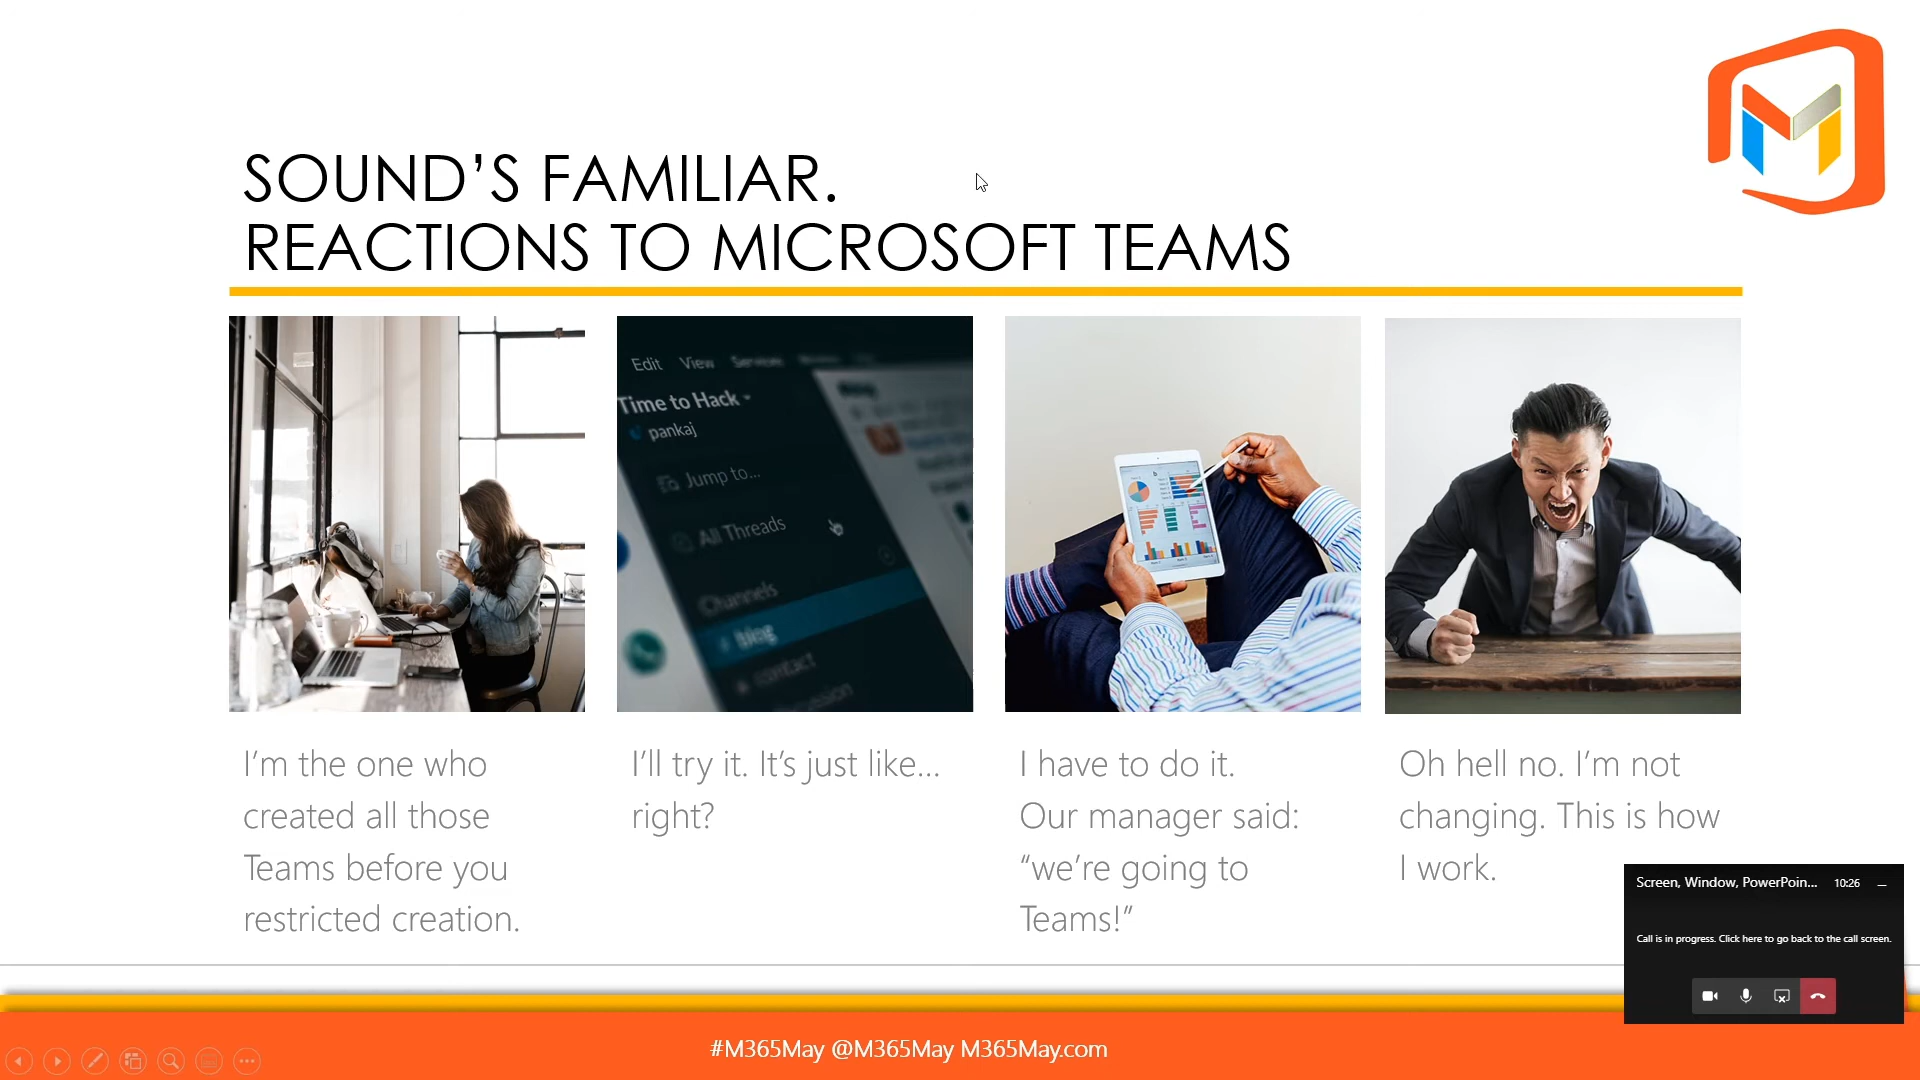 SOUND’S FAMILIAR.
REACTIONS TO MICROSOFT TEAMS
Edit View Services
Time to Hack
pankaj
Jump to...
All Threads
Channels
# blog
contact
I’m the one who
created all those
Teams before you
restricted creation.
I’ll try it. It’s just like...
right?
I have to do it.
Our manager said:
“we’re going to
Teams!”
Oh hell no. I’m not
changing. This is how
I work.
Screen, Window, PowerPoin... 10:26
Call is in progress. Click here to go back to the call screen.
#M365May @M365May M365May.com